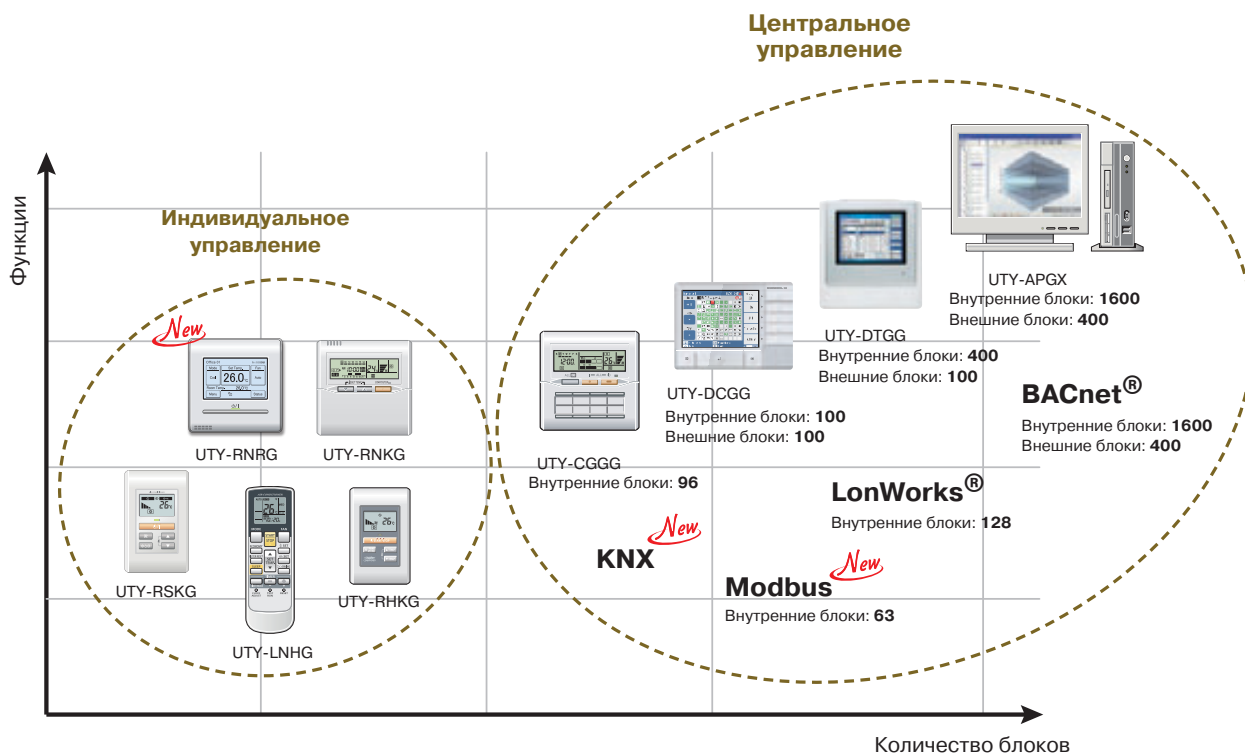 Центральное
управление
Функции
Индивидуальное
управление
New
UTY-RNRG
UTY-RNKG
UTY-RSKG
UTY-LNHG
UTY-RHKG
UTY-CGGG
Внутренние блоки: 96
UTY-DCGG
Внутренние блоки: 100
Внешние блоки: 100
UTY-DTGG
Внутренние блоки: 400
Внешние блоки: 100
UTY-APGX
Внутренние блоки: 1600
Внешние блоки: 400
BACnet®
Внутренние блоки: 1600
Внешние блоки: 400
LonWorks®
Внутренние блоки: 128
KNX
New
Modbus
New
Внутренние блоки: 63
Количество блоков
26.0